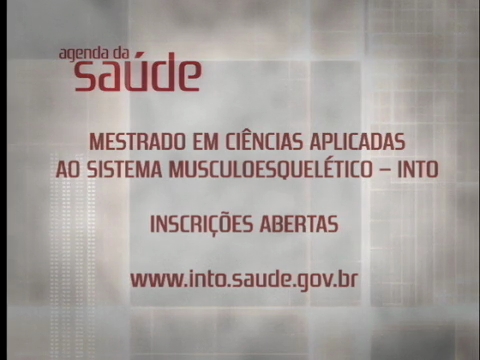 agenda da
saúde
MESTRADO EM CIÊNCIAS APLICADAS
AO SISTEMA MUSCULOESQUELÉTICO – INTO
INSCRIÇÕES ABERTAS
www.into.saude.gov.br